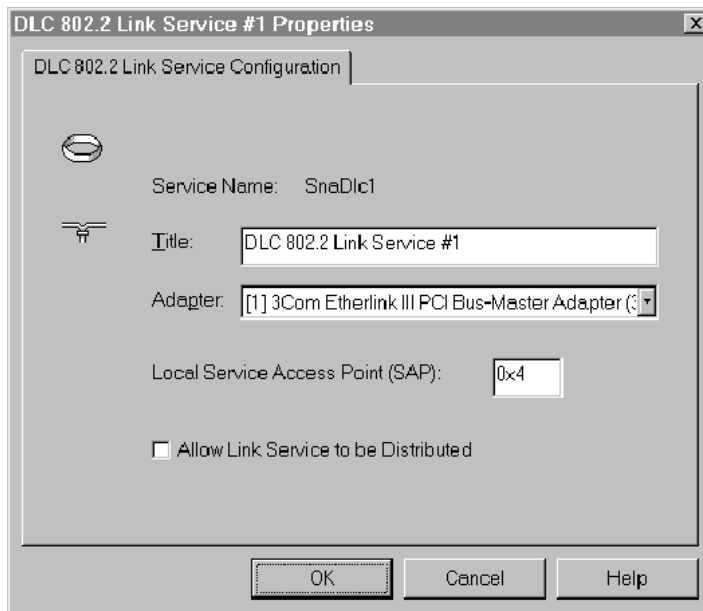 DLC 802.2 Link Service #1 Properties
DLC 802.2 Link Service Configuration
Service Name: SnaDlc1
Title: DLC 802.2 Link Service #1
Adapter: [1] 3Com Etherlink III PCI Bus-Master Adapter (3
Local Service Access Point (SAP): 0x4
Allow Link Service to be Distributed
OK Cancel Help